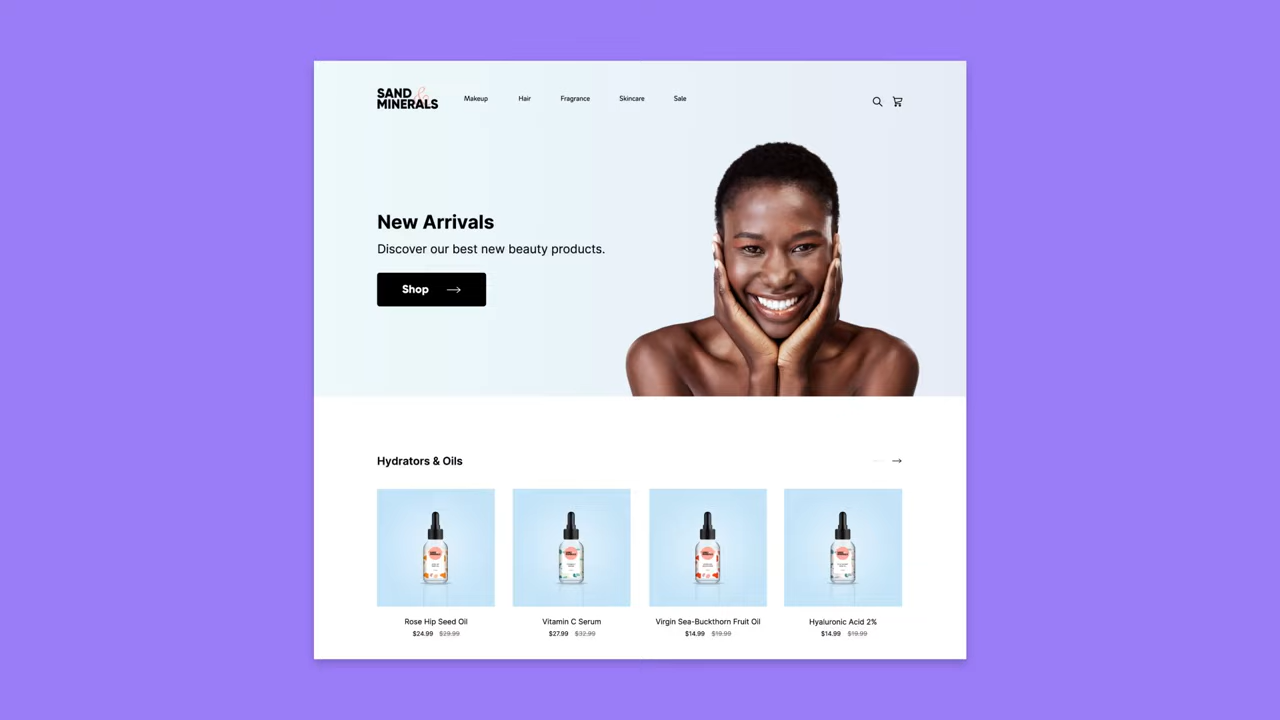 SAND &
MINERALS
Makeup Hair Fragrance Skincare Sale
New Arrivals
Discover our best new beauty products.
Shop
Hydrators & Oils
Rose Hip Seed Oil
$24.99 $29.99
Vitamin C Serum
$27.99 $32.99
Virgin Sea-Buckthorn Fruit Oil
$14.99 $19.99
Hyaluronic Acid 2%
$14.99 $19.99